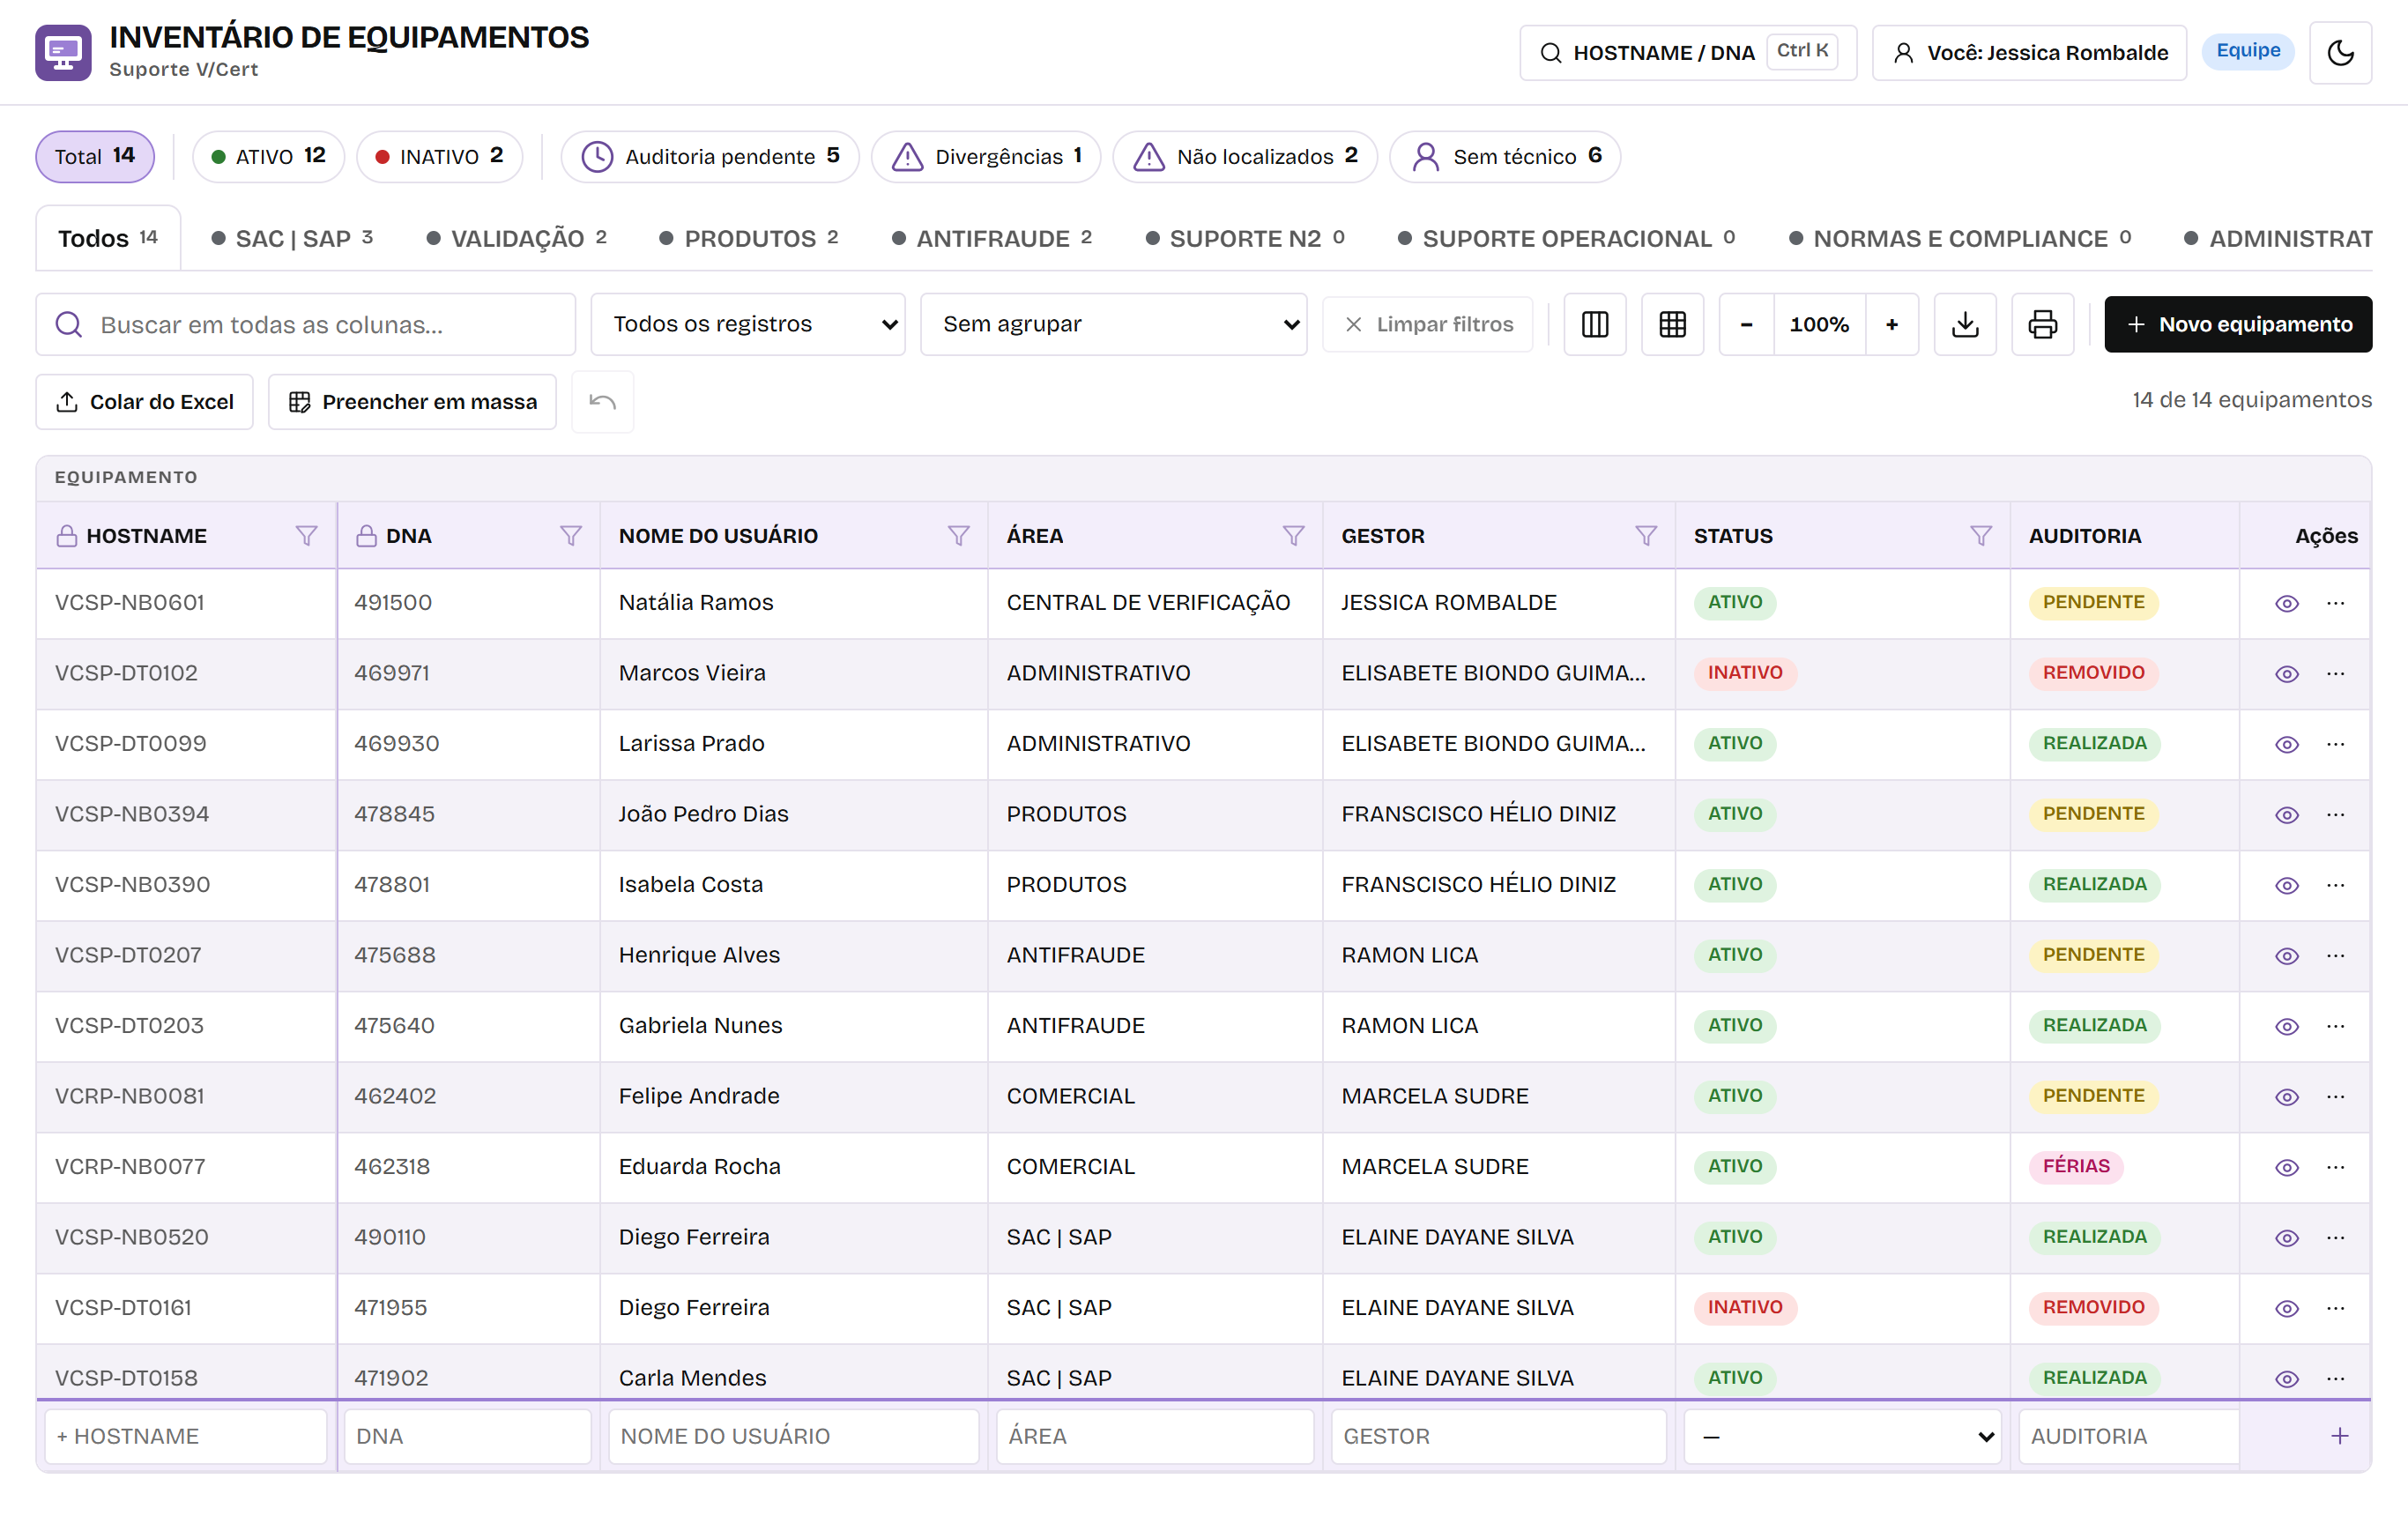 INVENTÁRIO DE EQUIPAMENTOS
Suporte V/Cert
HOSTNAME / DNA Ctrl K
Você: Jessica Rombalde
Equipe
Total 14
ATIVO 12
INATIVO 2
Auditoria pendente 5
Divergências 1
Não localizados 2
Sem técnico 6
Todos 14
SAC | SAP 3
VALIDAÇÃO 2
PRODUTOS 2
ANTIFRAUDE 2
SUPORTE N2 0
SUPORTE OPERACIONAL 0
NORMAS E COMPLIANCE 0
ADMINISTRAT
Buscar em todas as colunas...
Todos os registros
Sem agrupar
Limpar filtros
− 100% +
+ Novo equipamento
Colar do Excel
Preencher em massa
14 de 14 equipamentos
EQUIPAMENTO
HOSTNAME DNA NOME DO USUÁRIO ÁREA GESTOR STATUS AUDITORIA Ações
VCSP-NB0601 491500 Natália Ramos CENTRAL DE VERIFICAÇÃO JESSICA ROMBALDE ATIVO PENDENTE ...
VCSP-DT0102 469971 Marcos Vieira ADMINISTRATIVO ELISABETE BIONDO GUIMA... INATIVO REMOVIDO ...
VCSP-DT0099 469930 Larissa Prado ADMINISTRATIVO ELISABETE BIONDO GUIMA... ATIVO REALIZADA ...
VCSP-NB0394 478845 João Pedro Dias PRODUTOS FRANSCISCO HÉLIO DINIZ ATIVO PENDENTE ...
VCSP-NB0390 478801 Isabela Costa PRODUTOS FRANSCISCO HÉLIO DINIZ ATIVO REALIZADA ...
VCSP-DT0207 475688 Henrique Alves ANTIFRAUDE RAMON LICA ATIVO PENDENTE ...
VCSP-DT0203 475640 Gabriela Nunes ANTIFRAUDE RAMON LICA ATIVO REALIZADA ...
VCRP-NB0081 462402 Felipe Andrade COMERCIAL MARCELA SUDRE ATIVO PENDENTE ...
VCRP-NB0077 462318 Eduarda Rocha COMERCIAL MARCELA SUDRE ATIVO FÉRIAS ...
VCSP-NB0520 490110 Diego Ferreira SAC | SAP ELAINE DAYANE SILVA ATIVO REALIZADA ...
VCSP-DT0161 471955 Diego Ferreira SAC | SAP ELAINE DAYANE SILVA INATIVO REMOVIDO ...
VCSP-DT0158 471902 Carla Mendes SAC | SAP ELAINE DAYANE SILVA ATIVO REALIZADA ...
+ HOSTNAME DNA NOME DO USUÁRIO ÁREA GESTOR — AUDITORIA +